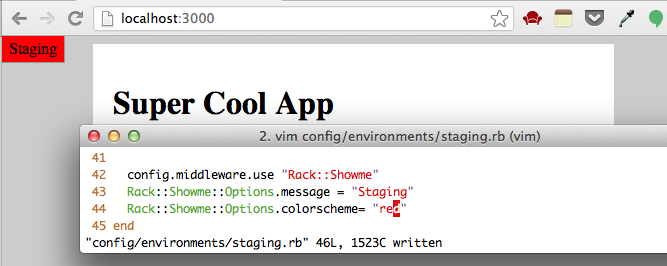 localhost:3000
Staging
Super Cool App
2. vim config/environments/staging.rb (vim)
41
42 config.middleware.use "Rack::Showme"
43 Rack::Showme::Options.message = "Staging"
44 Rack::Showme::Options.colorscheme= "red"
45 end
"config/environments/staging.rb" 46L, 1523C written